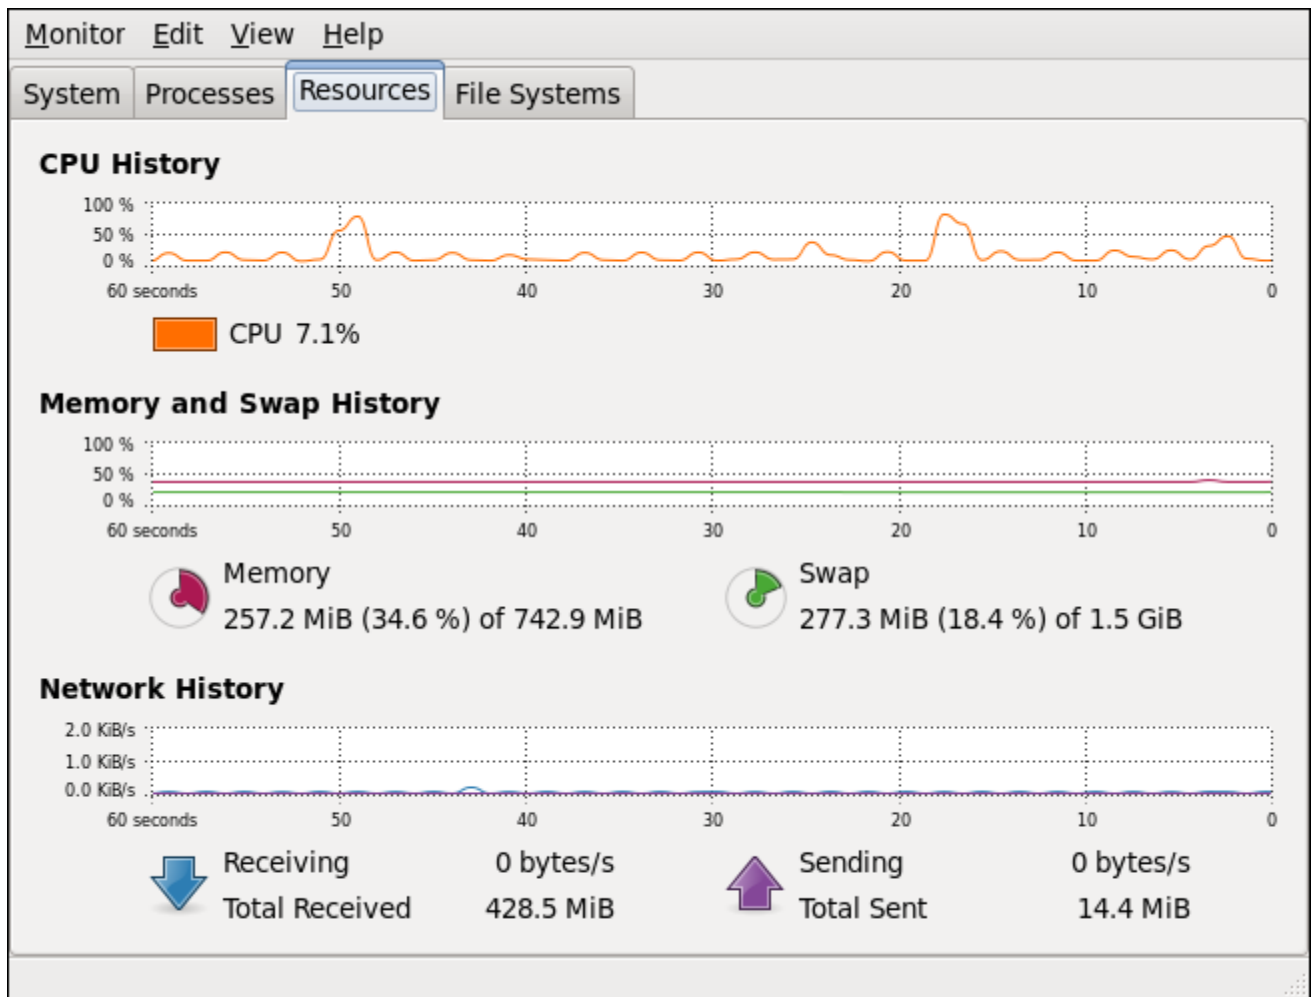 Monitor Edit View Help
System Processes Resources File Systems
CPU History
100 %
50 %
0 %
60 seconds 50 40 30 20 10 0
CPU 7.1%
Memory and Swap History
100 %
50 %
0 %
60 seconds 50 40 30 20 10 0
Memory Swap
257.2 MiB (34.6 %) of 742.9 MiB 277.3 MiB (18.4 %) of 1.5 GiB
Network History
2.0 KiB/s
1.0 KiB/s
0.0 KiB/s
60 seconds 50 40 30 20 10 0
Receiving 0 bytes/s Sending 0 bytes/s
Total Received 428.5 MiB Total Sent 14.4 MiB